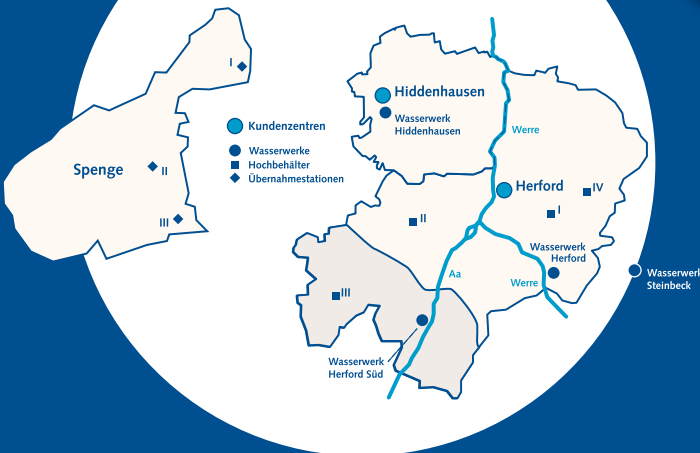 I
Hiddenhausen
Wasserwerk
Hiddenhausen
Kundenzentren
Werre
Wasserwerke
Hochbehälter
Übernahmestationen
Spenge
II
III
Herford
IV
I
II
Wasserwerk
Herford
Aa
Werre
Wasserwerk
Steinbeck
III
Wasserwerk
Herford Süd